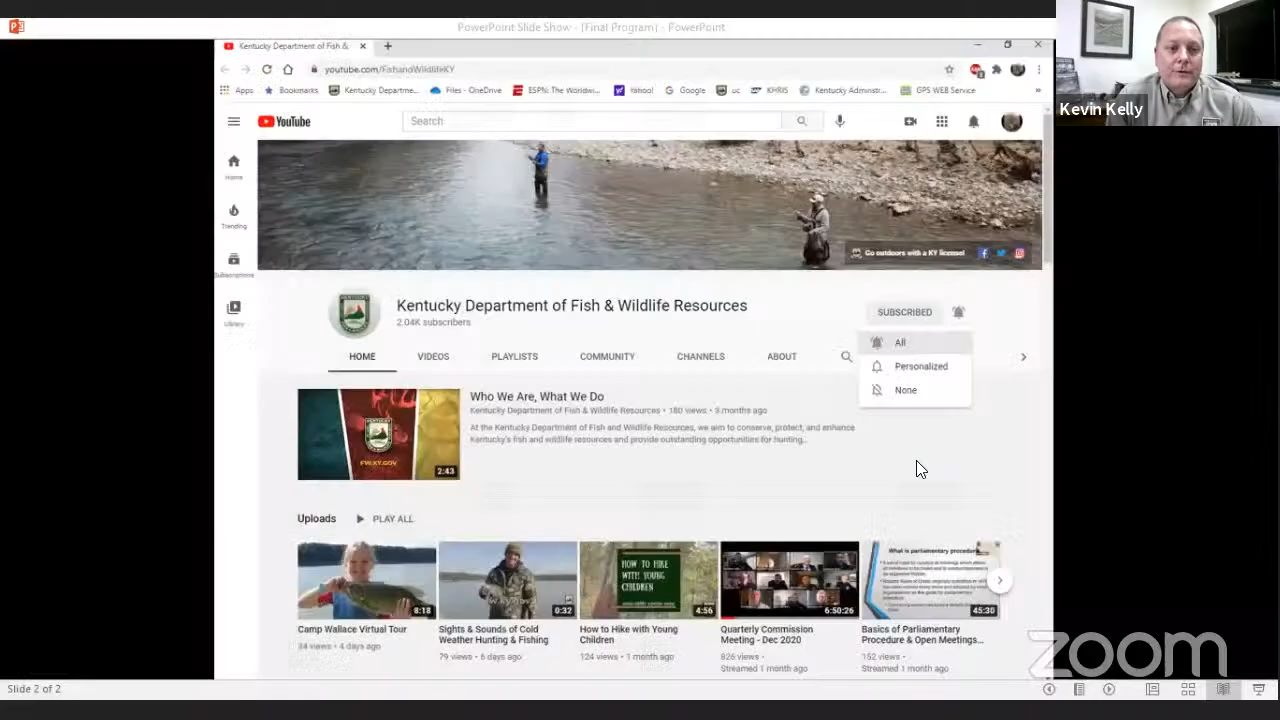 PowerPoint Slide Show - [Final Program] - PowerPoint
Kentucky Department of Fish &
youtube.com/FishandWildlifeKY
Apps Bookmarks Kentucky Departme... Files - OneDrive ESPN: The Worldwi... Yahoo! Google uc KHRIS Kentucky Administr... GPS WEB Service »
YouTube
Search
Home
Trending
Subscriptions
Library
Go outdoors with a KY license!
Kentucky Department of Fish & Wildlife Resources
2.04K subscribers
SUBSCRIBED
All
Personalized
None
HOME VIDEOS PLAYLISTS COMMUNITY CHANNELS ABOUT
FW.KY.GOV
2:43
Who We Are, What We Do
Kentucky Department of Fish & Wildlife Resources • 180 views • 3 months ago
At the Kentucky Department of Fish and Wildlife Resources, we aim to conserve, protect, and enhance
Kentucky's fish and wildlife resources and provide outstanding opportunities for hunting...
Uploads PLAY ALL
8:18
Camp Wallace Virtual Tour
34 views • 4 days ago
0:32
Sights & Sounds of Cold
Weather Hunting & Fishing
79 views • 6 days ago
HOW TO HIKE
WITH YOUNG
CHILDREN
4:56
How to Hike with Young
Children
124 views • 1 month ago
6:50:26
Quarterly Commission
Meeting - Dec 2020
826 views •
Streamed 1 month ago
What is parliamentary procedure
45:30
Basics of Parliamentary
Procedure & Open Meetings...
152 views •
Streamed 1 month ago
Kevin Kelly
zoom
Slide 2 of 2